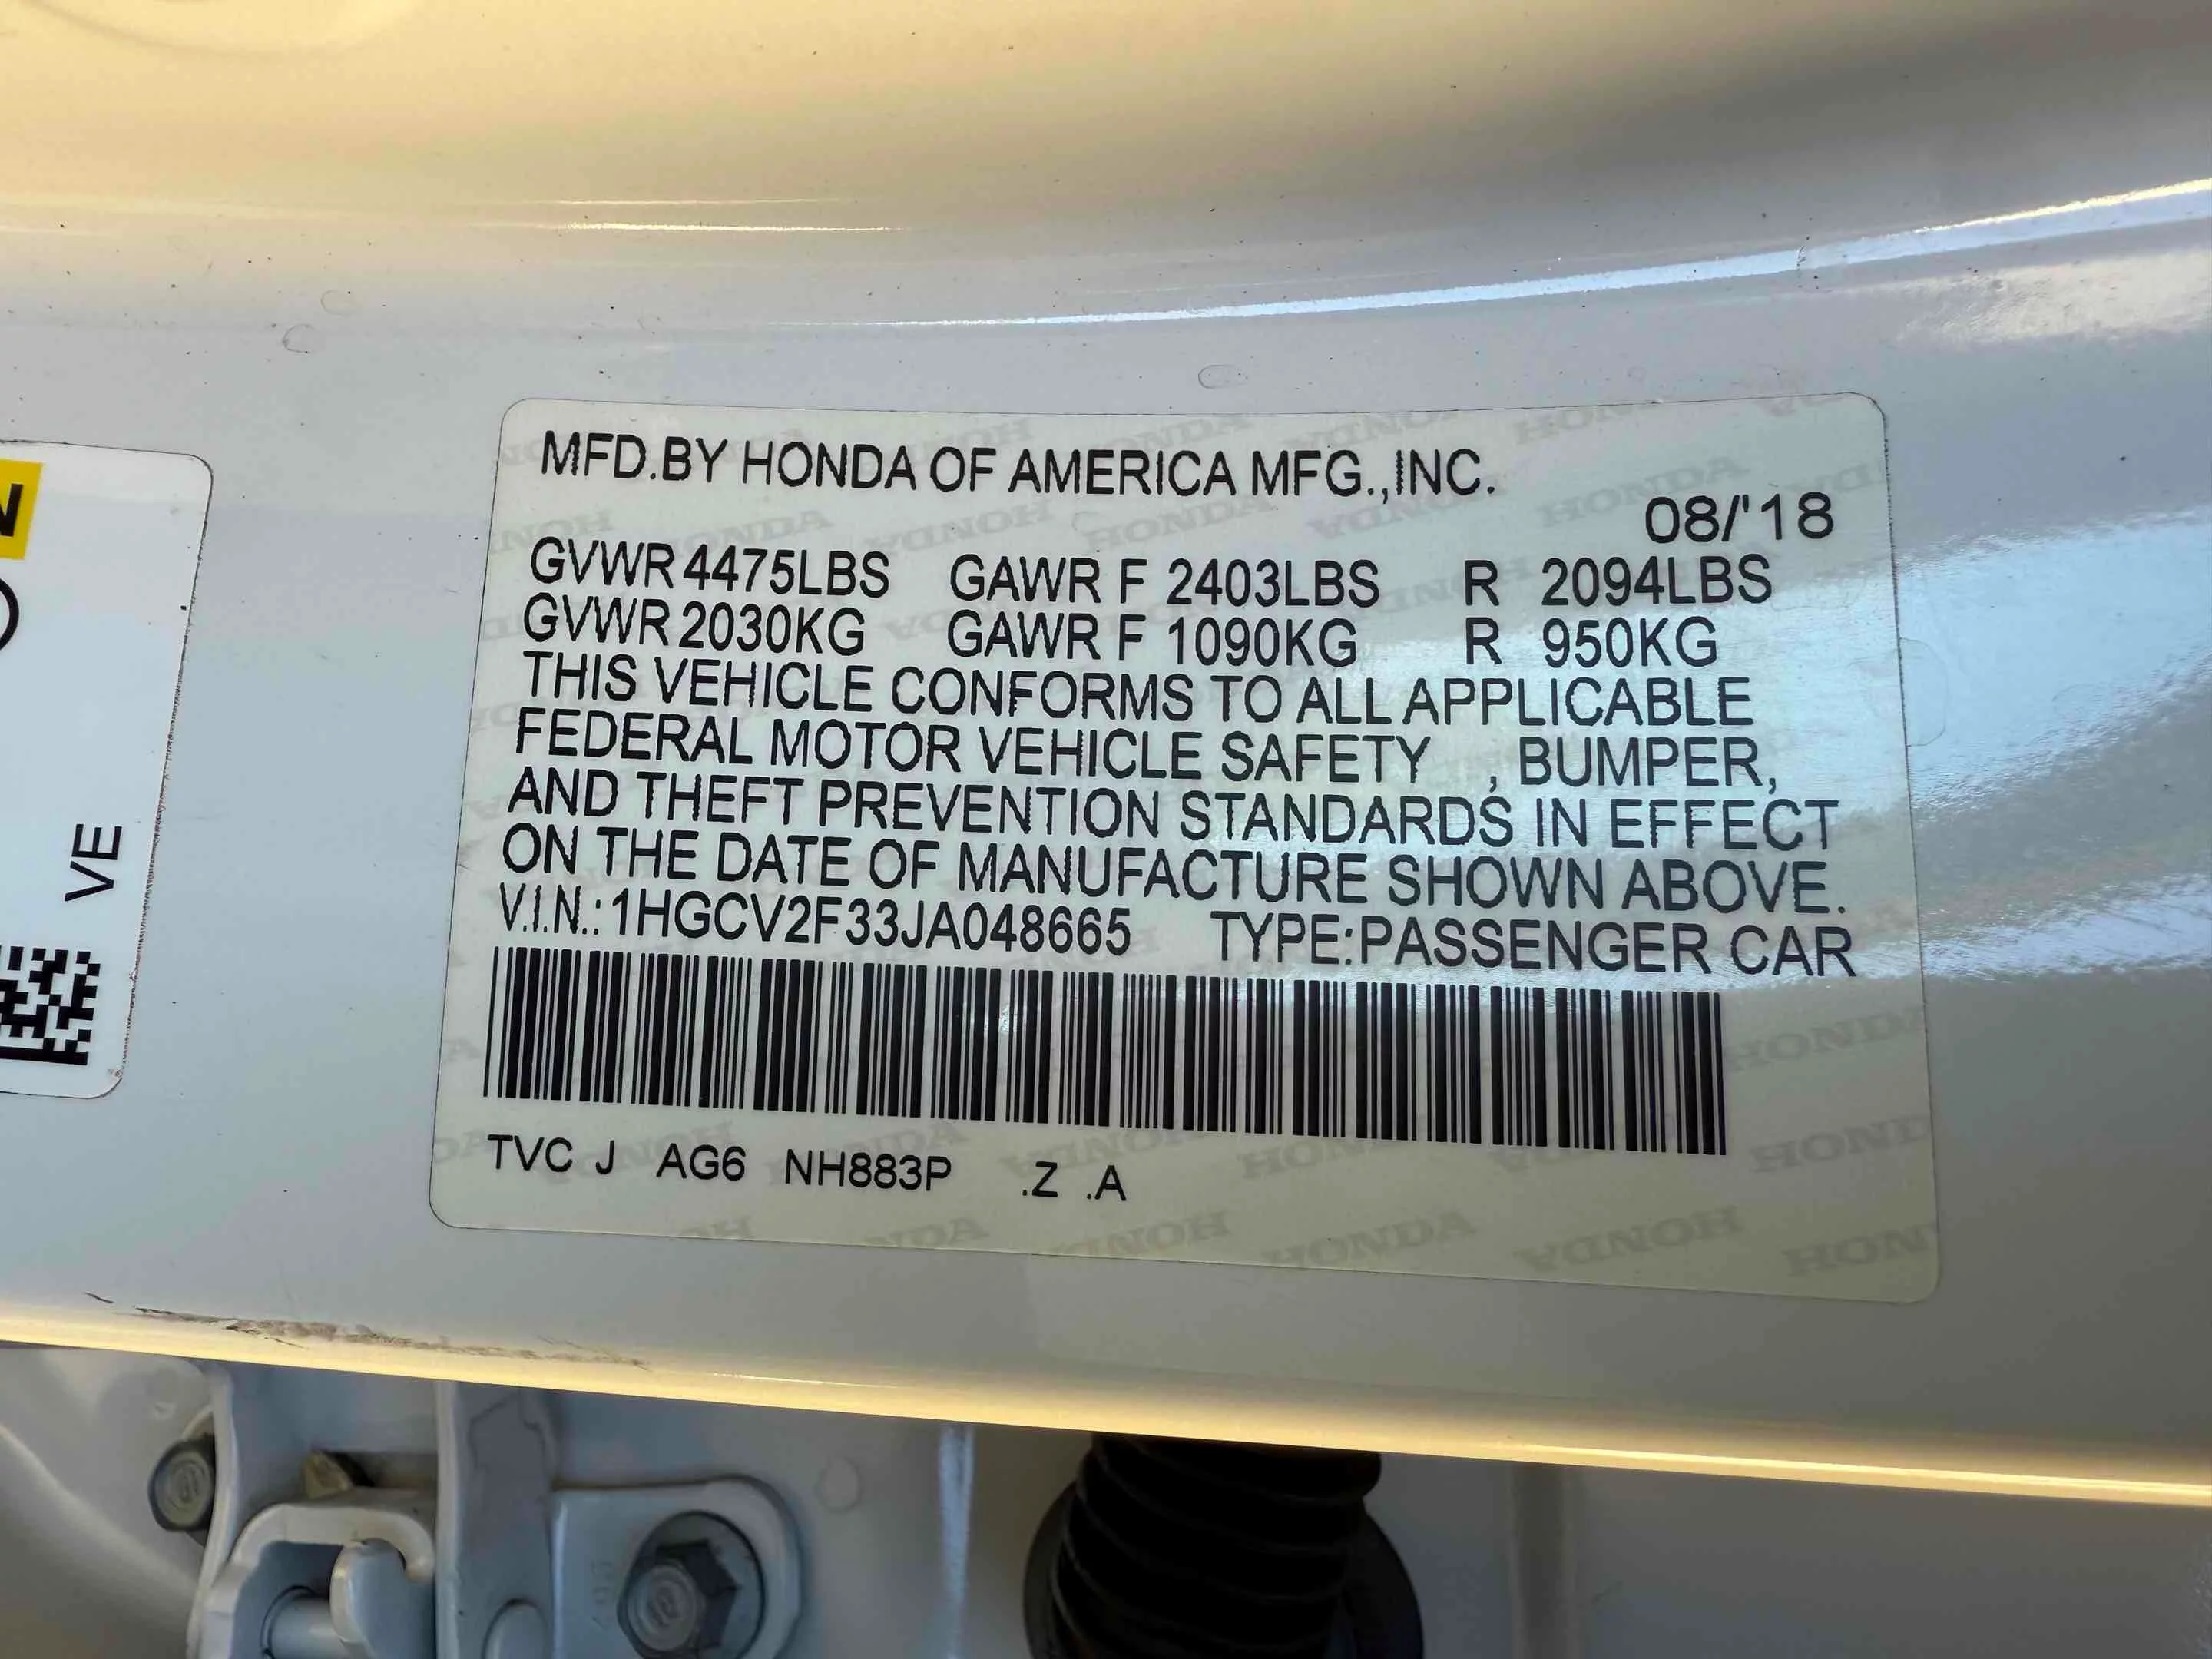 MFD.BY HONDA OF AMERICA MFG.,INC.
08/'18
GVWR 4475LBS GAWR F 2403LBS R 2094LBS
GVWR 2030KG GAWR F 1090KG R 950KG
THIS VEHICLE CONFORMS TO ALL APPLICABLE
FEDERAL MOTOR VEHICLE SAFETY , BUMPER,
AND THEFT PREVENTION STANDARDS IN EFFECT
ON THE DATE OF MANUFACTURE SHOWN ABOVE.
V.I.N.: 1HGCV2F33JA048665 TYPE:PASSENGER CAR
TVC J AG6 NH883P .Z .A
VE